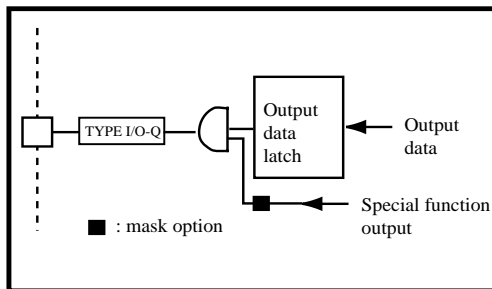 TYPE I/O-Q
Output
data
latch
Output
data
Special function
output
: mask option